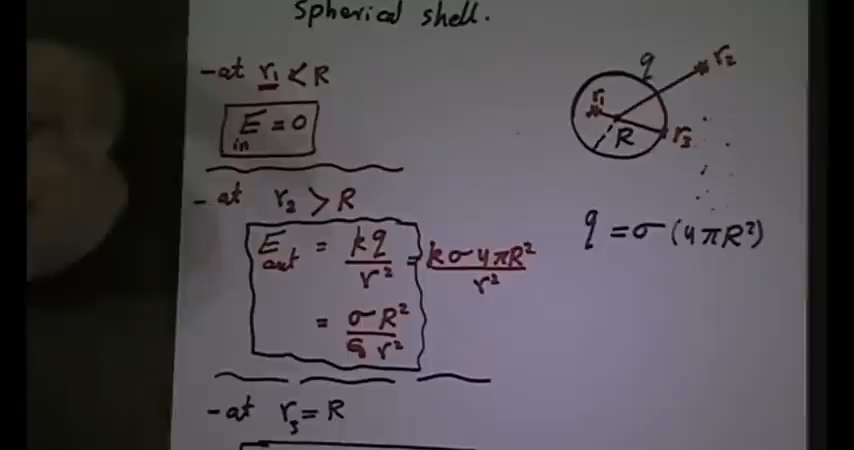 Spherical shell.
-at r₁ < R
E in = 0
- at r₂ > R
E out = kq / r² = kσ4πR² / r²
= σR² / ε r²
- at r₃ = R
q
r₂
r₁
R
r₃
q = σ(4πR²)